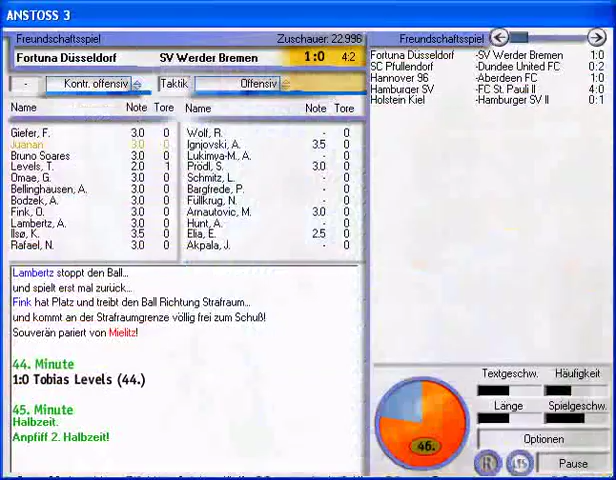 ANSTOSS 3
Freundschaftsspiel Zuschauer: 22.996
Fortuna Düsseldorf SV Werder Bremen 1:0 4:2
- Kontr. offensiv Taktik Offensiv
Name Note Tore Name Note Tore
Giefer, F. 3.0 0 Wolf, R. - 0
Juanan 3.0 0 Ignjovski, A. 3.5 0
Bruno Soares 3.0 0 Lukimya-M., A. - 0
Levels, T. 2.0 1 Prödl, S. 3.0 0
Omae, G. 3.0 0 Schmitz, L. - 0
Bellinghausen, A. 3.0 0 Bargfrede, P. - 0
Bodzek, A. 3.0 0 Füllkrug, N. - 0
Fink, O. 3.0 0 Arnautovic, M. 3.0 0
Lambertz, A. 3.0 0 Hunt, A. - 0
Ilsø, K. 3.5 0 Elia, E. 2.5 0
Rafael, N. 3.0 0 Akpala, J. - 0
Lambertz stoppt den Ball...
und spielt erst mal zurück...
Fink hat Platz und treibt den Ball Richtung Strafraum...
und kommt an der Strafraumgrenze völlig frei zum Schuß!
Souverän pariert von Mielitz!
44. Minute
1:0 Tobias Levels (44.)
45. Minute
Halbzeit.
Anpfiff 2. Halbzeit!
Freundschaftsspiel
Fortuna Düsseldorf -SV Werder Bremen 1:0
SC Pfullendorf -Dundee United FC 0:2
Hannover 96 -Aberdeen FC 1:0
Hamburger SV -FC St. Pauli II 4:0
Holstein Kiel -Hamburger SV II 0:1
Textgeschw. Häufigkeit
Länge Spielgeschw.
46.
Optionen
R Pause